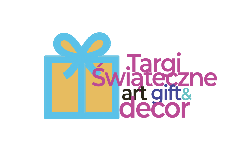 Targi
Świąteczne
art gift &
decor